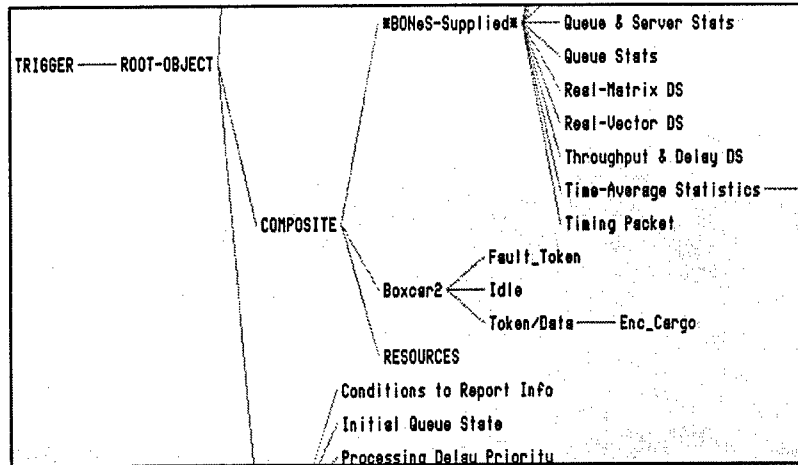 *BONeS-Supplied*
Queue & Server Stats
Queue Stats
TRIGGER
ROOT-OBJECT
Real-Matrix DS
Real-Vector DS
Throughput & Delay DS
Time-Average Statistics
COMPOSITE
Timing Packet
Fault_Token
Boxcar2
Idle
Token/Data
Enc_Cargo
RESOURCES
Conditions to Report Info
Initial Queue State
Processing Delay Priority